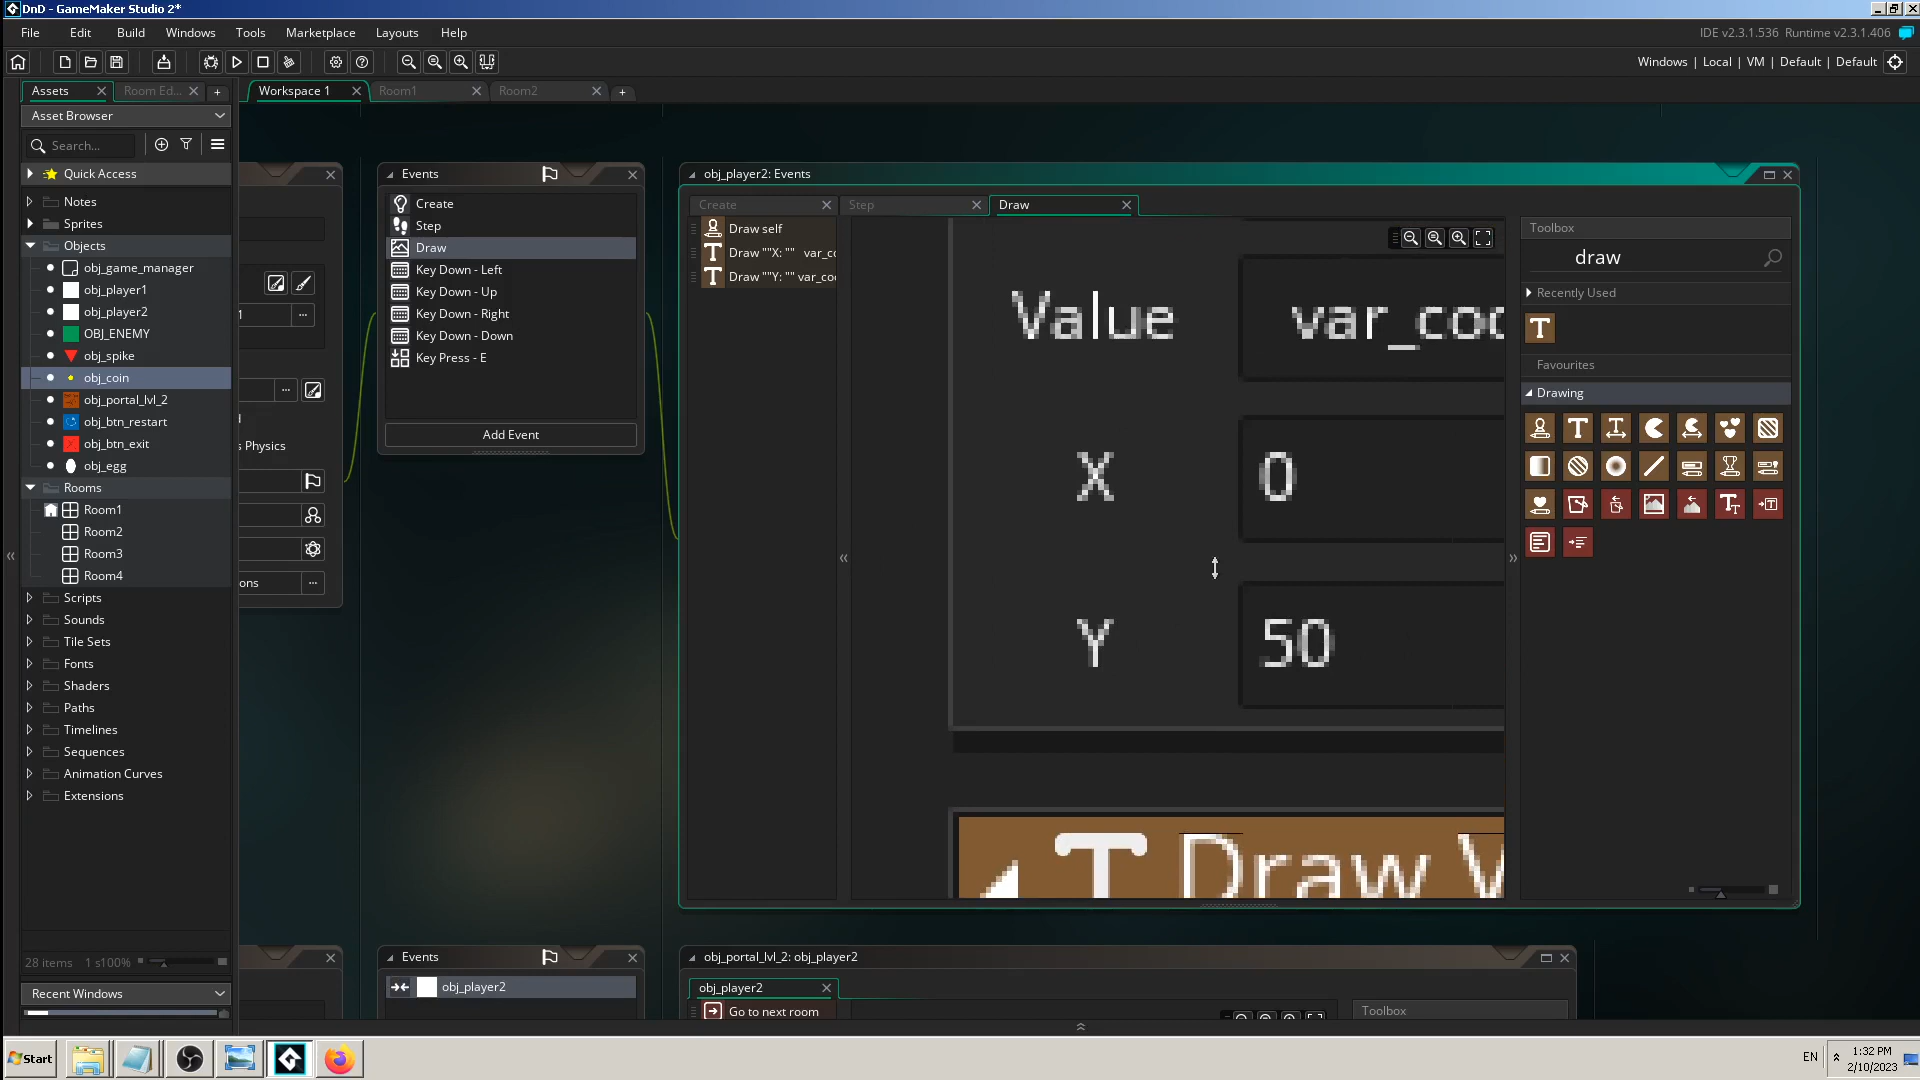 DnD - GameMaker Studio 2*
File Edit Build Windows Tools Marketplace Layouts Help
IDE v2.3.1.536 Runtime v2.3.1.406
Windows | Local | VM | Default | Default
Assets
Room Ed...
Workspace 1
Room1
Room2
Asset Browser
Search...
Quick Access
Notes
Sprites
Objects
obj_game_manager
obj_player1
obj_player2
OBJ_ENEMY
obj_spike
obj_coin
obj_portal_lvl_2
obj_btn_restart
obj_btn_exit
obj_egg
Rooms
Room1
Room2
Room3
Room4
Scripts
Sounds
Tile Sets
Fonts
Shaders
Paths
Timelines
Sequences
Animation Curves
Extensions
28 items
100%
Recent Windows
s Physics
ons
Events
Create
Step
Draw
Key Down - Left
Key Down - Up
Key Down - Right
Key Down - Down
Key Press - E
Add Event
obj_player2: Events
Create
Step
Draw
Draw self
Draw ""X: "" var_co
Draw ""Y: "" var_coo
Value
var_coo
X
0
Y
50
Draw V
Toolbox
draw
Recently Used
Favourites
Drawing
Events
obj_player2
obj_portal_lvl_2: obj_player2
obj_player2
Go to next room
Toolbox
Start
EN
1:32 PM
2/10/2023